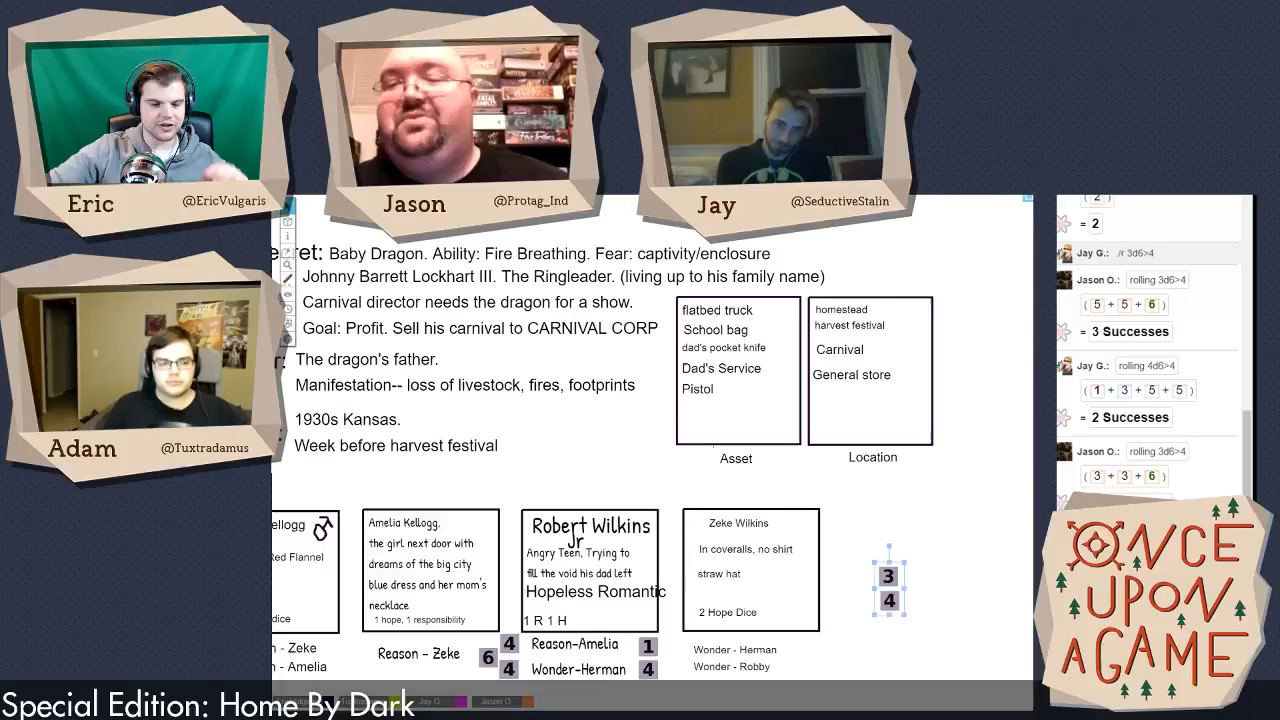 Eric @EricVulgaris
Jason @Protag_Ind
Jay @SeductiveStalin
Adam @Tuxtradamus
ret: Baby Dragon. Ability: Fire Breathing. Fear: captivity/enclosure
Johnny Barrett Lockhart III. The Ringleader. (living up to his family name)
Carnival director needs the dragon for a show.
Goal: Profit. Sell his carnival to CARNIVAL CORP
r: The dragon's father.
Manifestation-- loss of livestock, fires, footprints
1930s Kansas.
Week before harvest festival
flatbed truck
School bag
dad's pocket knife
Dad's Service
Pistol
Asset
homestead
harvest festival
Carnival
General store
Location
ellogg
Red Flannel
dice
n - Zeke
n - Amelia
Amelia Kellogg,
the girl next door with
dreams of the big city
blue dress and her mom's
necklace
1 hope, 1 responsibility
Reason - Zeke 6
4
4
Robert Wilkins
Jr
Angry Teen, Trying to
fill the void his dad left
Hopeless Romantic
1 R 1 H
Reason-Amelia 1
Wonder-Herman 4
Zeke Wilkins
In coveralls, no shirt
straw hat
2 Hope Dice
Wonder - Herman
Wonder - Robby
3
4
( 2 )
= 2
Jay G.: ./r 3d6>4
Jason O.: rolling 3d6>4
( 5 + 5 + 6 )
= 3 Successes
Jay G.: rolling 4d6>4
( 1 + 3 + 5 + 5 )
= 2 Successes
Jason O.: rolling 3d6>4
( 3 + 3 + 6 )
ONCE
UPON
A GAME
Jay G
Jason O
Special Edition: Home By Dark